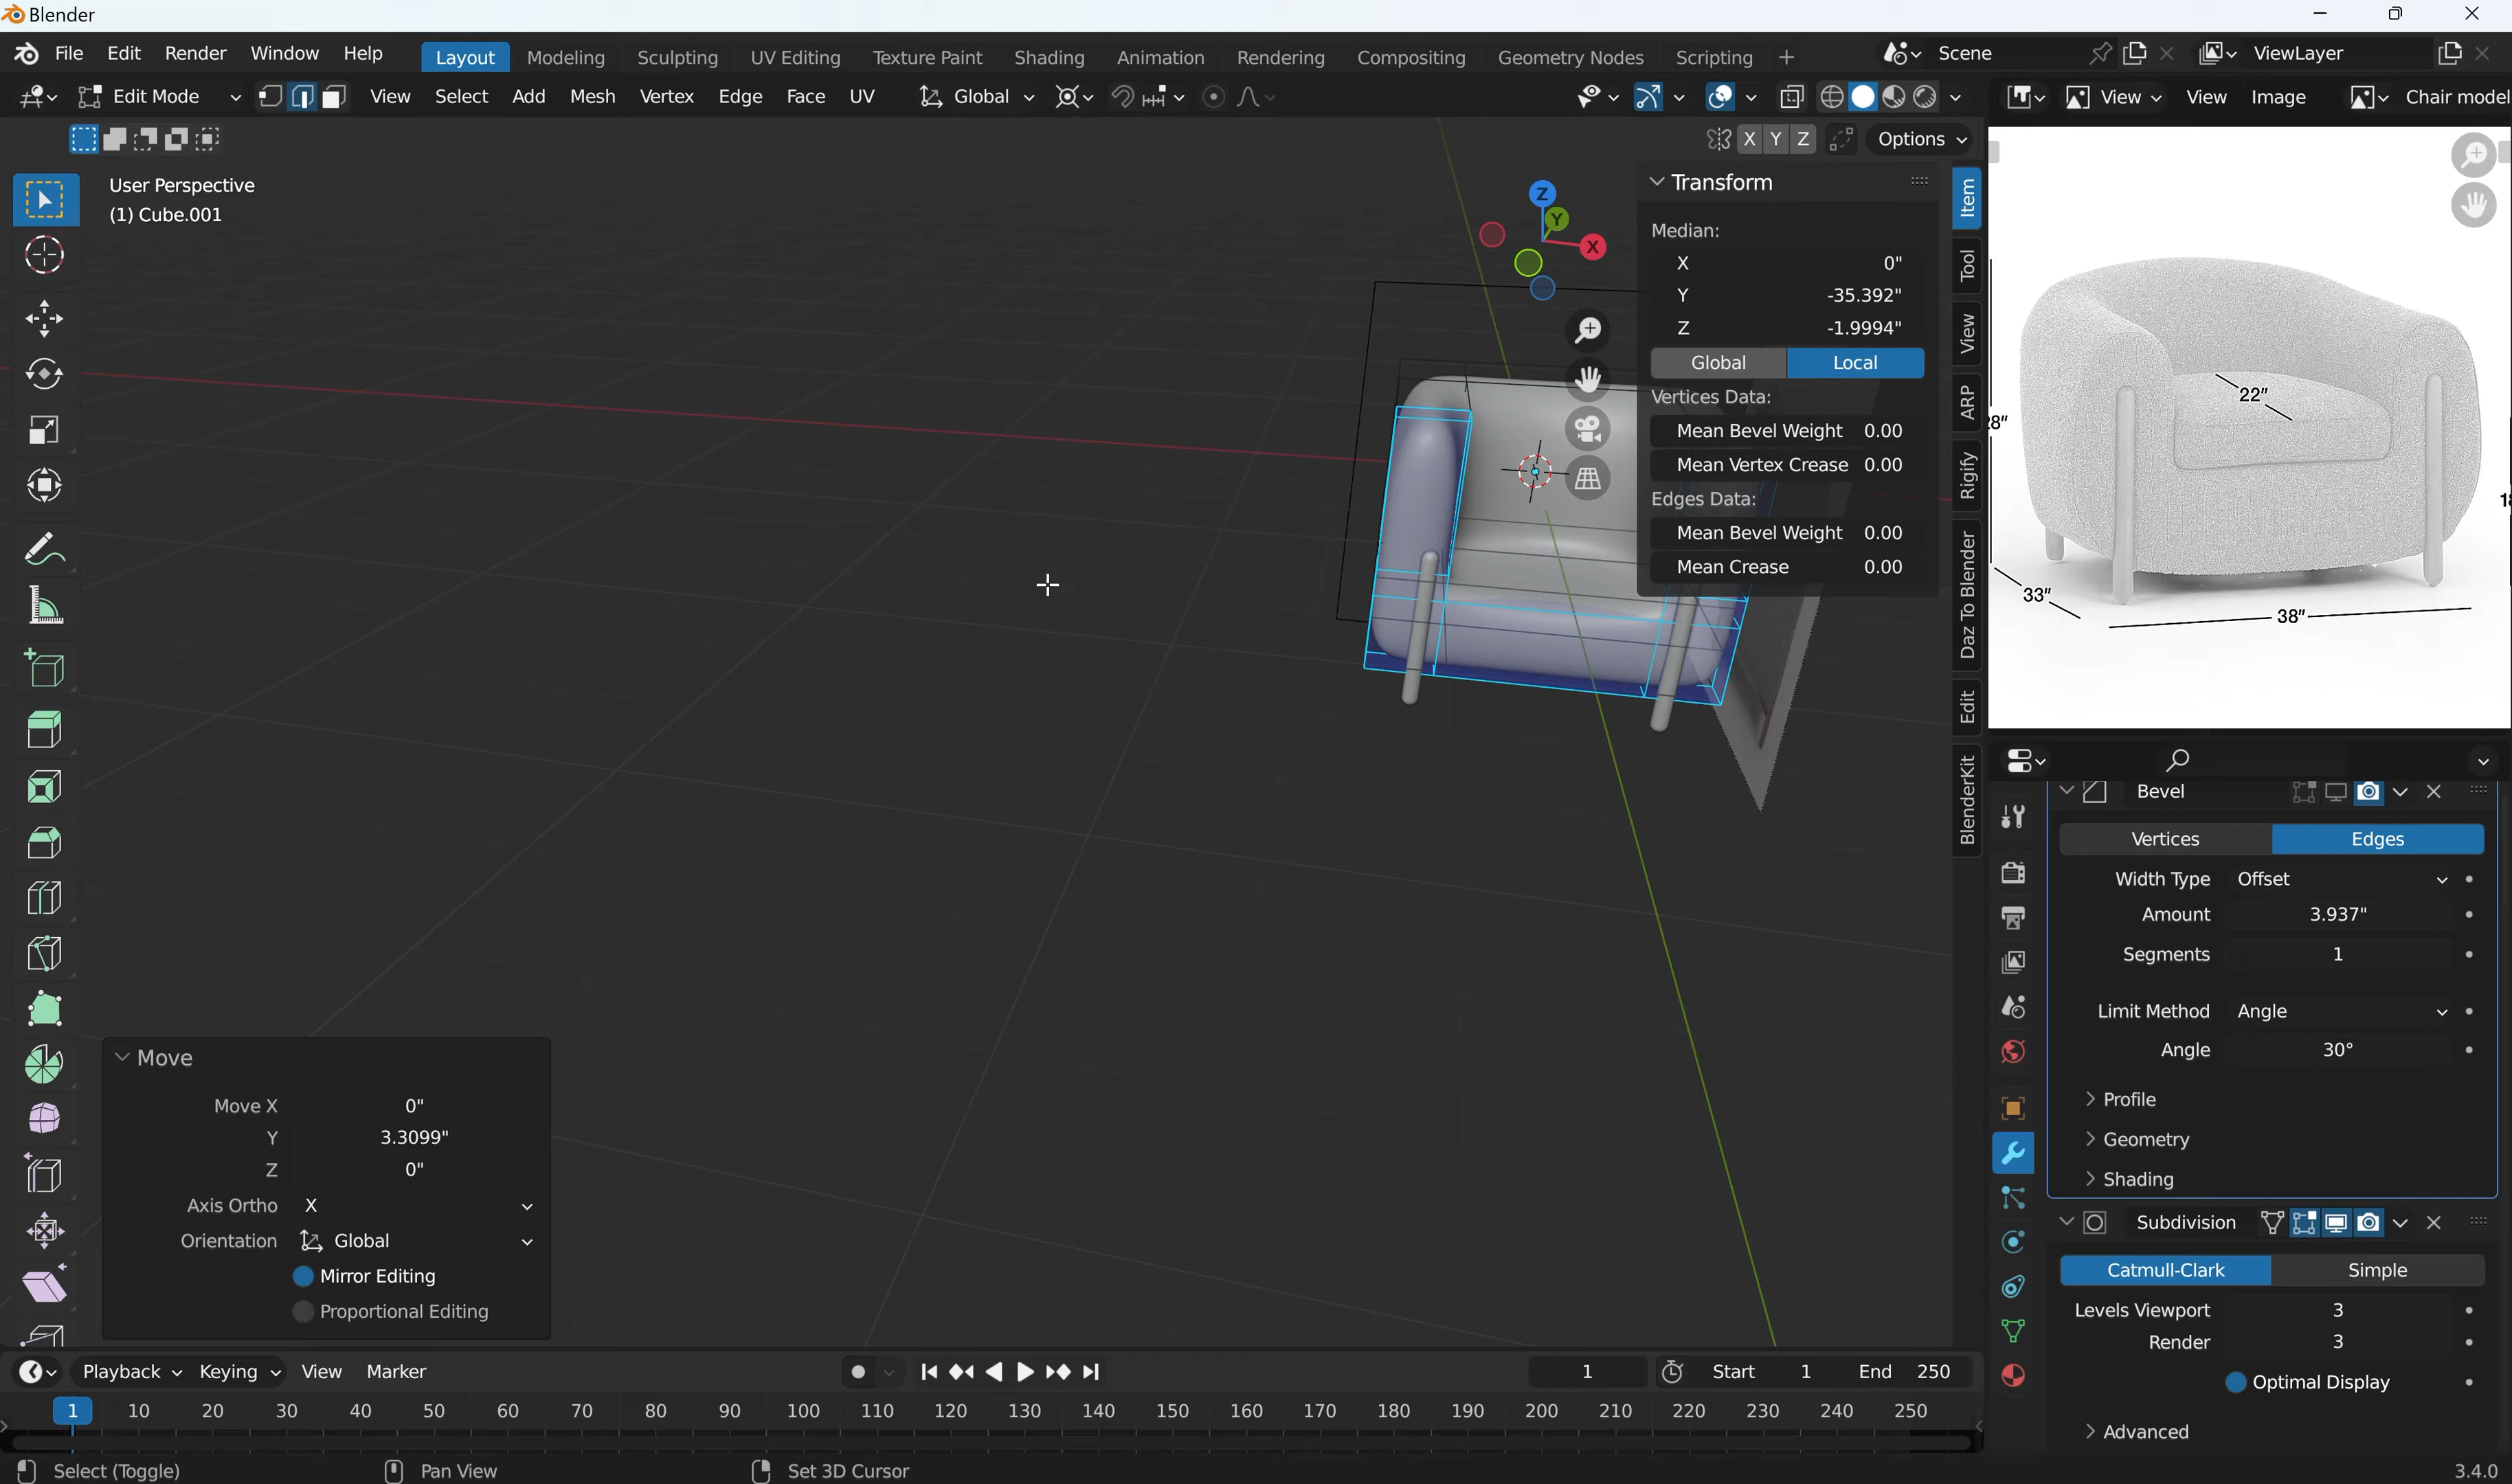 Blender
File Edit Render Window Help Layout Modeling Sculpting UV Editing Texture Paint Shading Animation Rendering Compositing Geometry Nodes Scripting + Scene ViewLayer
Edit Mode View Select Add Mesh Vertex Edge Face UV Global View View Image Chair model
X Y Z Options
User Perspective
(1) Cube.001
Z
Y
X
Transform
Median:
X 0"
Y -35.392"
Z -1.9994"
Global Local
Vertices Data:
Mean Bevel Weight 0.00
Mean Vertex Crease 0.00
Edges Data:
Mean Bevel Weight 0.00
Mean Crease 0.00
Item
Tool
View
ARP
Rigify
Daz To Blender
Edit
BlenderKit
22"
8"
33"
38"
Bevel
Vertices Edges
Width Type Offset
Amount 3.937"
Segments 1
Limit Method Angle
Angle 30°
Profile
Geometry
Shading
Subdivision
Catmull-Clark Simple
Levels Viewport 3
Render 3
Optimal Display
Advanced
Move
Move X 0"
Y 3.3099"
Z 0"
Axis Ortho X
Orientation Global
Mirror Editing
Proportional Editing
Playback Keying View Marker 1 Start 1 End 250
1 10 20 30 40 50 60 70 80 90 100 110 120 130 140 150 160 170 180 190 200 210 220 230 240 250
Select (Toggle) Pan View Set 3D Cursor 3.4.0